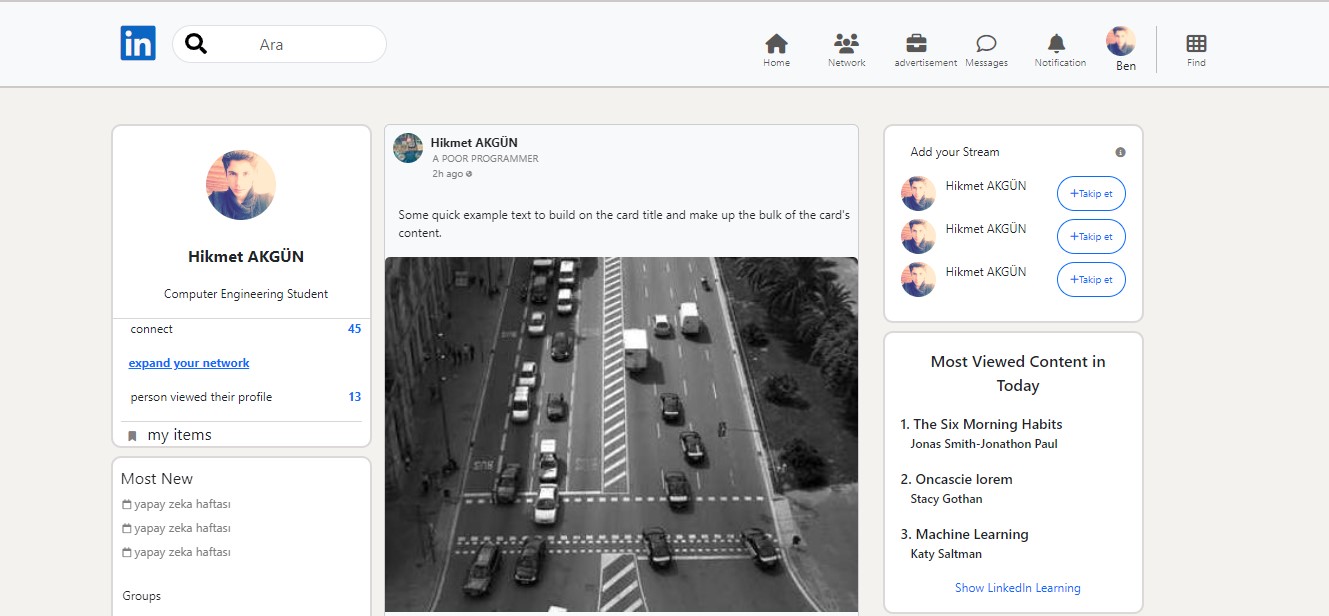 in
Ara
Home
Network
advertisement
Messages
Notification
Ben
Find
Hikmet AKGÜN
Computer Engineering Student
connect 45
expand your network
person viewed their profile 13
my items
Most New
yapay zeka haftası
yapay zeka haftası
yapay zeka haftası
Groups
Hikmet AKGÜN
A POOR PROGRAMMER
2h ago
Some quick example text to build on the card title and make up the bulk of the card's
content.
BUS
Add your Stream
Hikmet AKGÜN +Takip et
Hikmet AKGÜN +Takip et
Hikmet AKGÜN +Takip et
Most Viewed Content in
Today
1. The Six Morning Habits
Jonas Smith-Jonathon Paul
2. Oncascie lorem
Stacy Gothan
3. Machine Learning
Katy Saltman
Show LinkedIn Learning